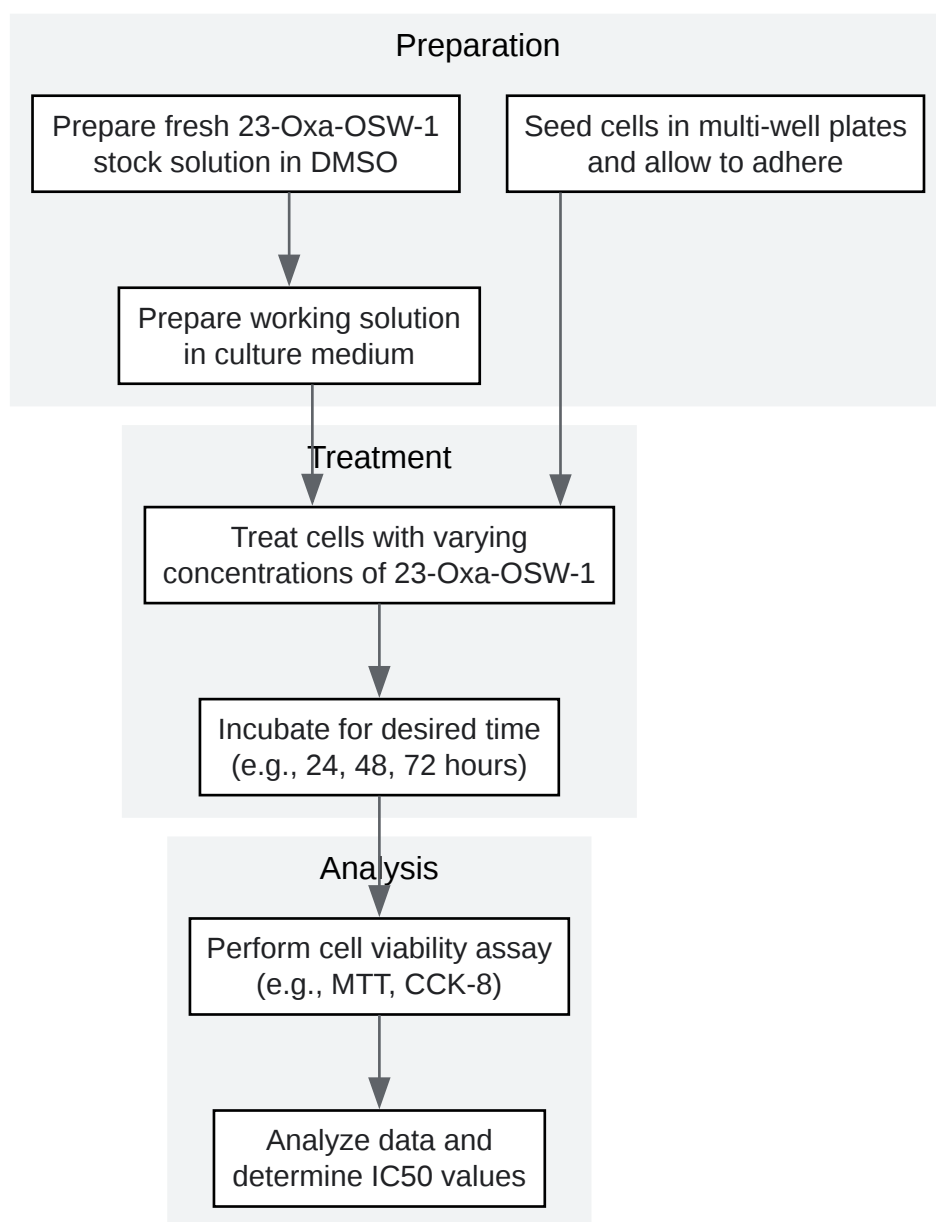 Preparation
Prepare fresh 23-Oxa-OSW-1
stock solution in DMSO
Seed cells in multi-well plates
and allow to adhere
Prepare working solution
in culture medium
Treatment
Treat cells with varying
concentrations of 23-Oxa-OSW-1
Incubate for desired time
(e.g., 24, 48, 72 hours)
Analysis
Perform cell viability assay
(e.g., MTT, CCK-8)
Analyze data and
determine IC50 values